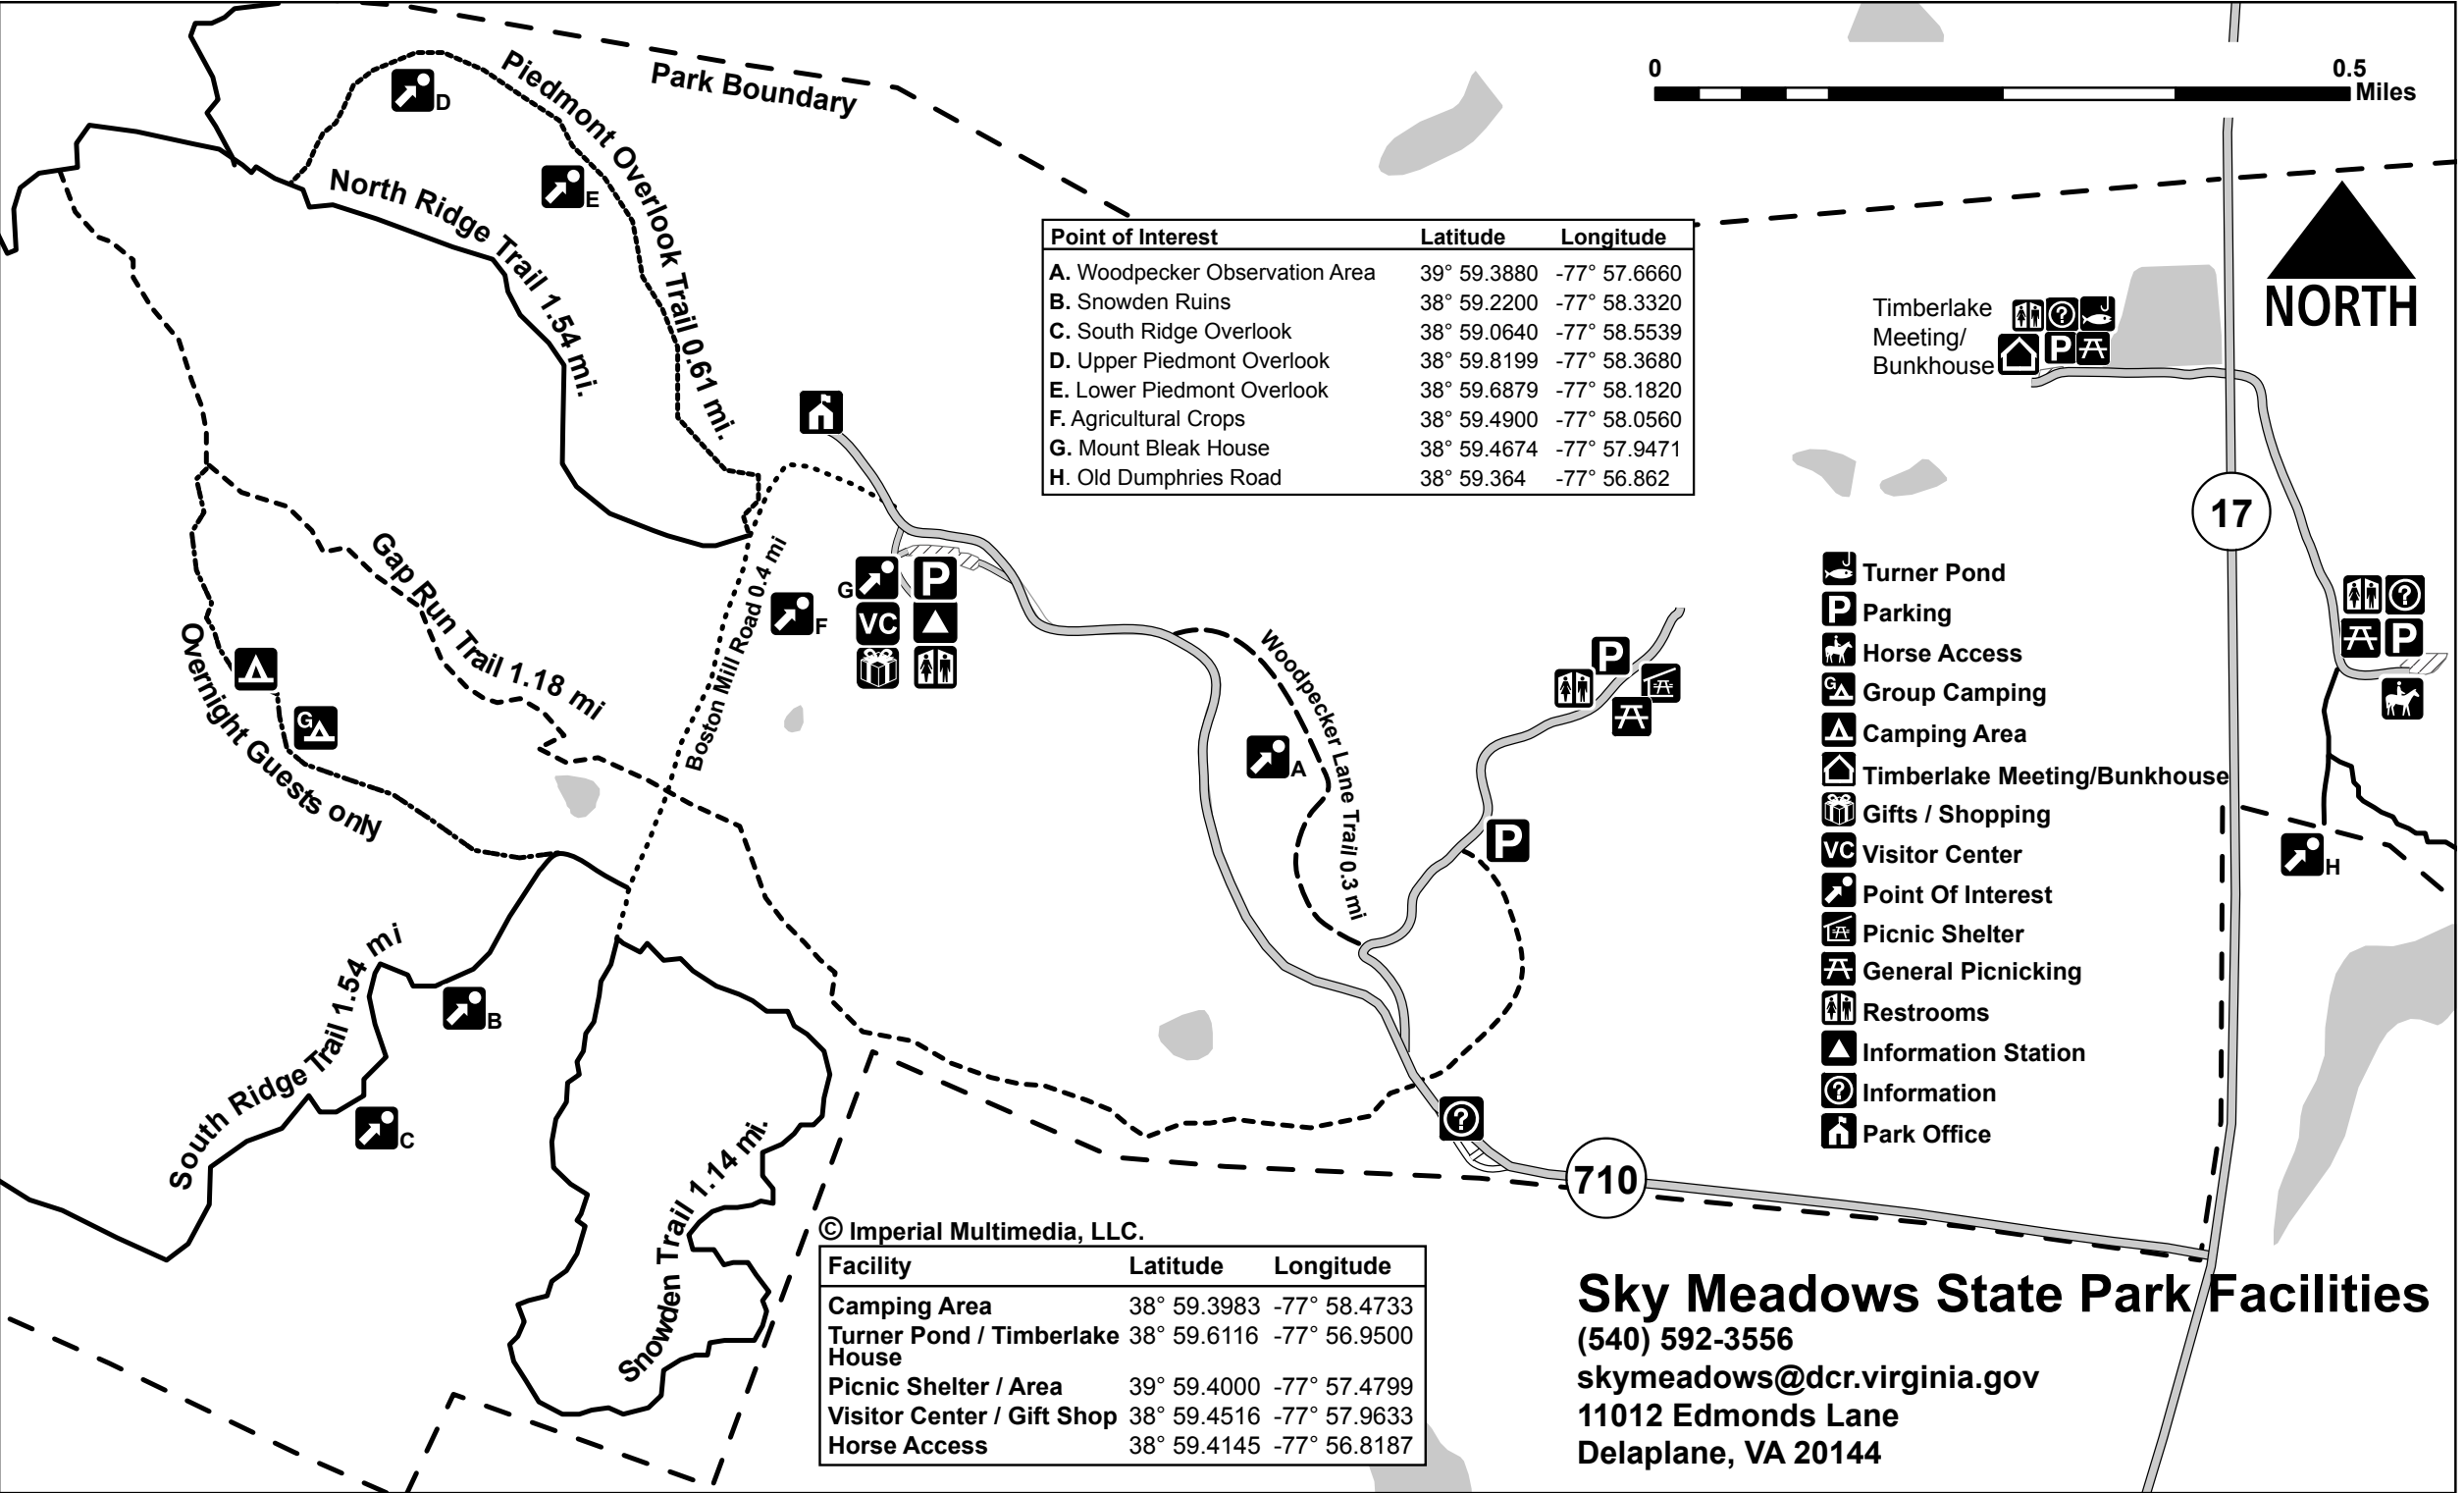 Park Boundary
0 0.5
Miles
D
Piedmont Overlook Trail 0.61 mi.
E
North Ridge Trail 1.54 mi.
Point of Interest Latitude Longitude
A. Woodpecker Observation Area 39° 59.3880 -77° 57.6660
B. Snowden Ruins 38° 59.2200 -77° 58.3320
C. South Ridge Overlook 38° 59.0640 -77° 58.5539
D. Upper Piedmont Overlook 38° 59.8199 -77° 58.3680
E. Lower Piedmont Overlook 38° 59.6879 -77° 58.1820
F. Agricultural Crops 38° 59.4900 -77° 58.0560
G. Mount Bleak House 38° 59.4674 -77° 57.9471
H. Old Dumphries Road 38° 59.364 -77° 56.862
NORTH
Timberlake
Meeting/
Bunkhouse
?
P
17
Gap Run Trail 1.18 mi
Overnight Guests only
G
Boston Mill Road 0.4 mi
F
G
P
VC
Woodpecker Lane Trail 0.3 mi
A
P
P
?
P
H
Turner Pond
P Parking
Horse Access
G Group Camping
Camping Area
Timberlake Meeting/Bunkhouse
Gifts / Shopping
VC Visitor Center
Point Of Interest
Picnic Shelter
General Picnicking
Restrooms
Information Station
? Information
Park Office
South Ridge Trail 1.54 mi
B
C
Snowden Trail 1.14 mi.
?
710
© Imperial Multimedia, LLC.
Facility Latitude Longitude
Camping Area 38° 59.3983 -77° 58.4733
Turner Pond / Timberlake 38° 59.6116 -77° 56.9500
House
Picnic Shelter / Area 39° 59.4000 -77° 57.4799
Visitor Center / Gift Shop 38° 59.4516 -77° 57.9633
Horse Access 38° 59.4145 -77° 56.8187
Sky Meadows State Park Facilities
(540) 592-3556
skymeadows@dcr.virginia.gov
11012 Edmonds Lane
Delaplane, VA 20144